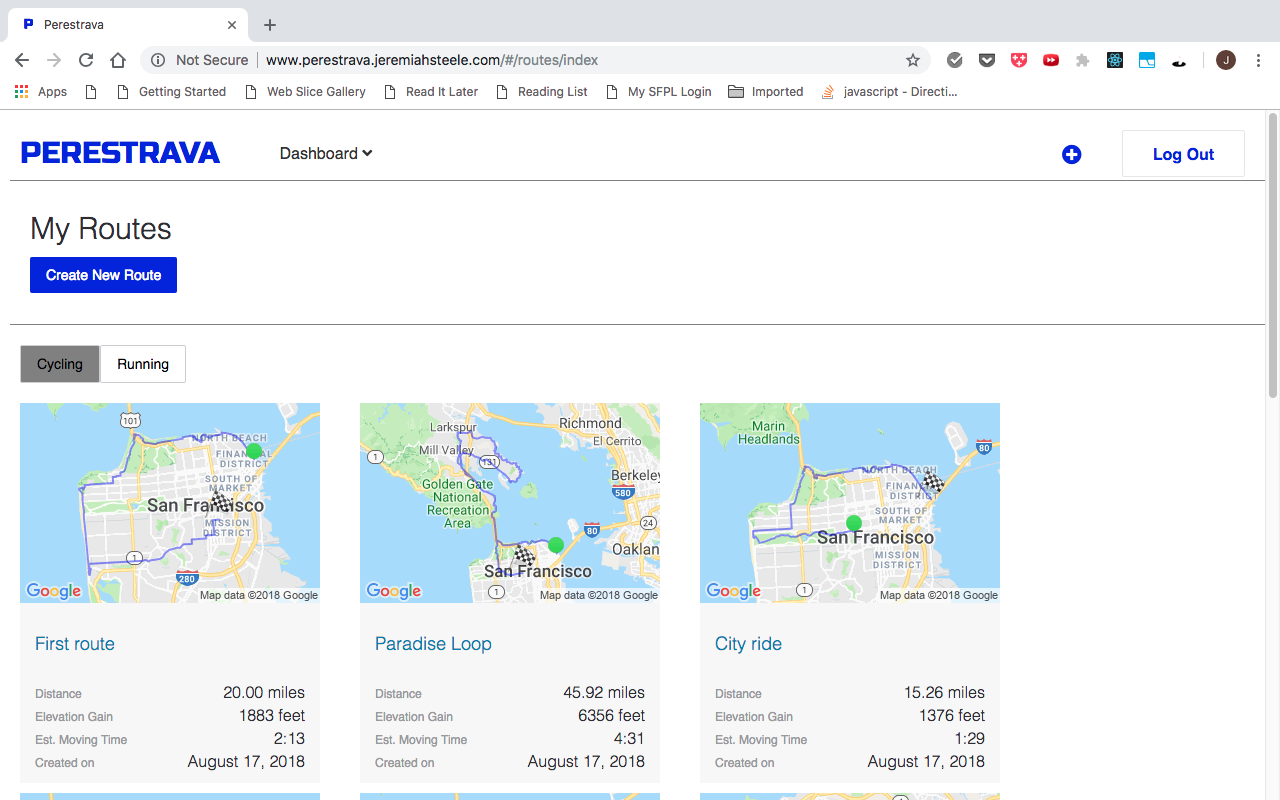 Perestrava
Not Secure www.perestrava.jeremiahsteele.com/#/routes/index
J
Apps Getting Started Web Slice Gallery Read It Later Reading List My SFPL Login Imported javascript - Directi...
PERESTRAVA Dashboard Log Out
My Routes
Create New Route
Cycling Running
101
NORTH BEACH
FINANCIAL
DISTRICT
SOUTH OF
MARKET
San Francisco
MISSION
DISTRICT
1
280
Google Map data ©2018 Google
First route
Distance 20.00 miles
Elevation Gain 1883 feet
Est. Moving Time 2:13
Created on August 17, 2018
Larkspur
Richmond
El Cerrito
Mill Valley
1
131
Berkeley
Golden Gate
National
Recreation
Area
580
24
80
Oaklan
San Francisco
1
Google Map data ©2018 Google
Paradise Loop
Distance 45.92 miles
Elevation Gain 6356 feet
Est. Moving Time 4:31
Created on August 17, 2018
Marin
Headlands
80
NORTH BEACH
FINANCIAL
DISTRICT
SOUTH OF
MARKET
San Francisco
MISSION
DISTRICT
1
Google Map data ©2018 Google
City ride
Distance 15.26 miles
Elevation Gain 1376 feet
Est. Moving Time 1:29
Created on August 17, 2018